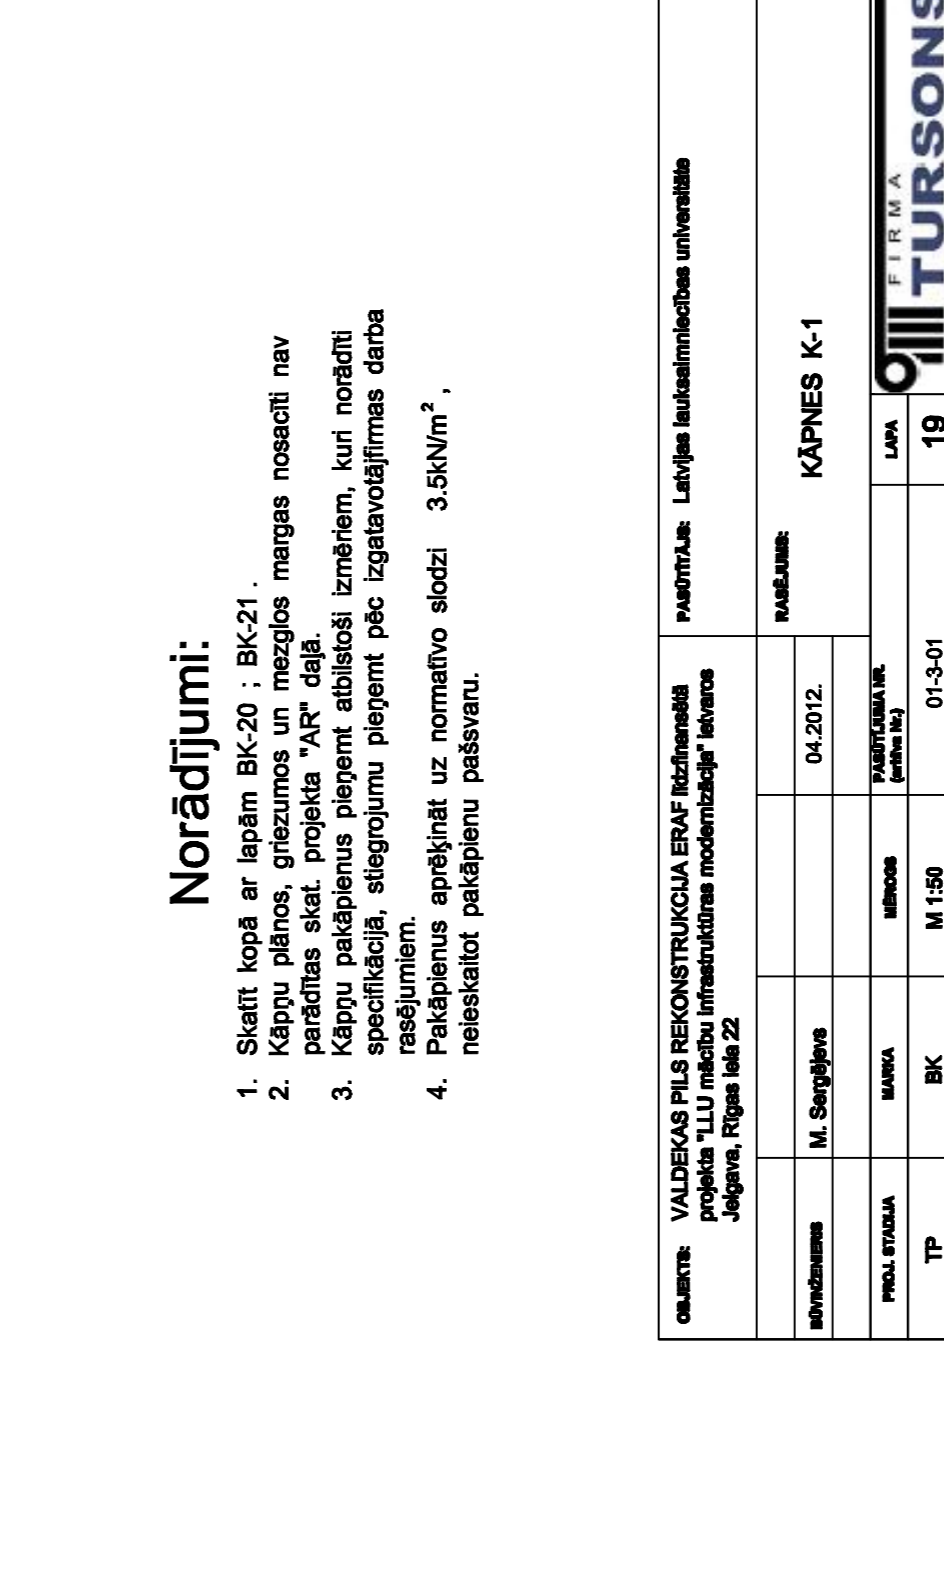 Norādījumi:
1. Skatīt kopā ar lapām BK-20 ; BK-21 .
2. Kāpņu plānos, griezumos un mezglos margas nosacīti nav
parādītas skat. projekta "AR" daļā.
3. Kāpņu pakāpienus pieņemt atbilstoši izmēriem, kuri norādīti
specifikācijā, stiegrojumu pieņemt pēc izgatavotājfirmas darba
rasējumiem.
4. Pakāpienus aprēķināt uz normatīvo slodzi 3.5kN/m² ,
neieskaitot pakāpienu pašsvaru.
OBJEKTS: VALDEKAS PILS REKONSTRUKCIJA ERAF līdzfinansētā
projekta "LLU mācību infrastruktūras modernizācija" ietvaros
Jelgava, Rīgas iela 22
PASŪTĪTĀJS: Latvijas lauksaimniecības universitāte
RASĒJUMS:
KĀPNES K-1
BŪVINŽENIERIS M. Sergējevs 04.2012.
PROJ. STADIJA MARKA MĒROGS PASŪTĪJUMA NR. LAPA
(arhīva Nr.)
TP BK M 1:50 01-3-01 19
FIRMA
TURSONS